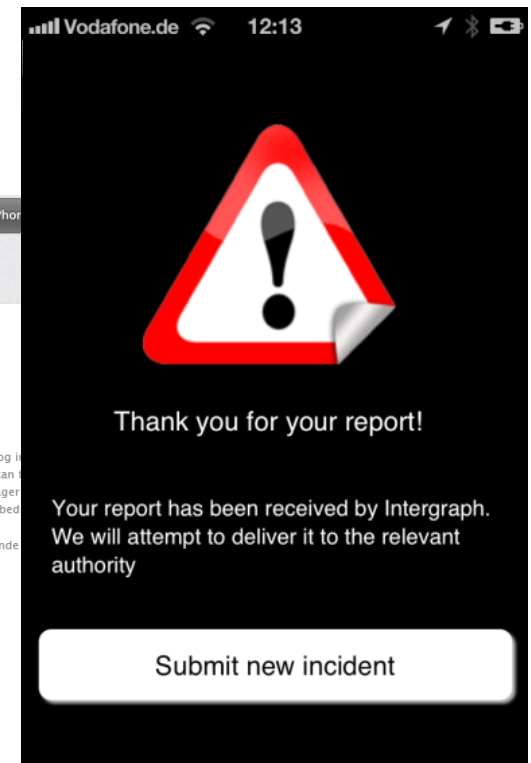 Vodafone.de 12:13
Thank you for your report!
Your report has been received by Intergraph.
We will attempt to deliver it to the relevant
authority
Submit new incident